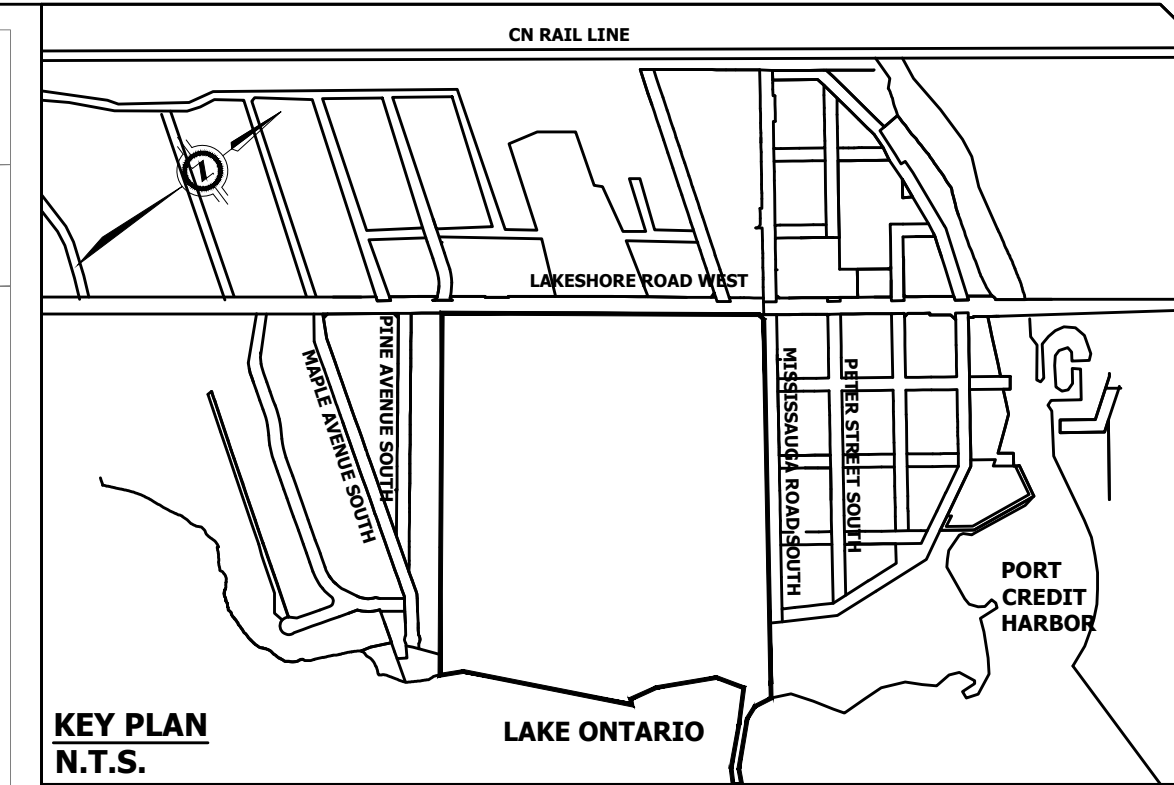 CN RAIL LINE
LAKESHORE ROAD WEST
PINE AVENUE SOUTH
MAPLE AVENUE SOUTH
MISSISSAUGA ROAD SOUTH
PETER STREET SOUTH
PORT
CREDIT
HARBOR
LAKE ONTARIO
KEY PLAN
N.T.S.
Z